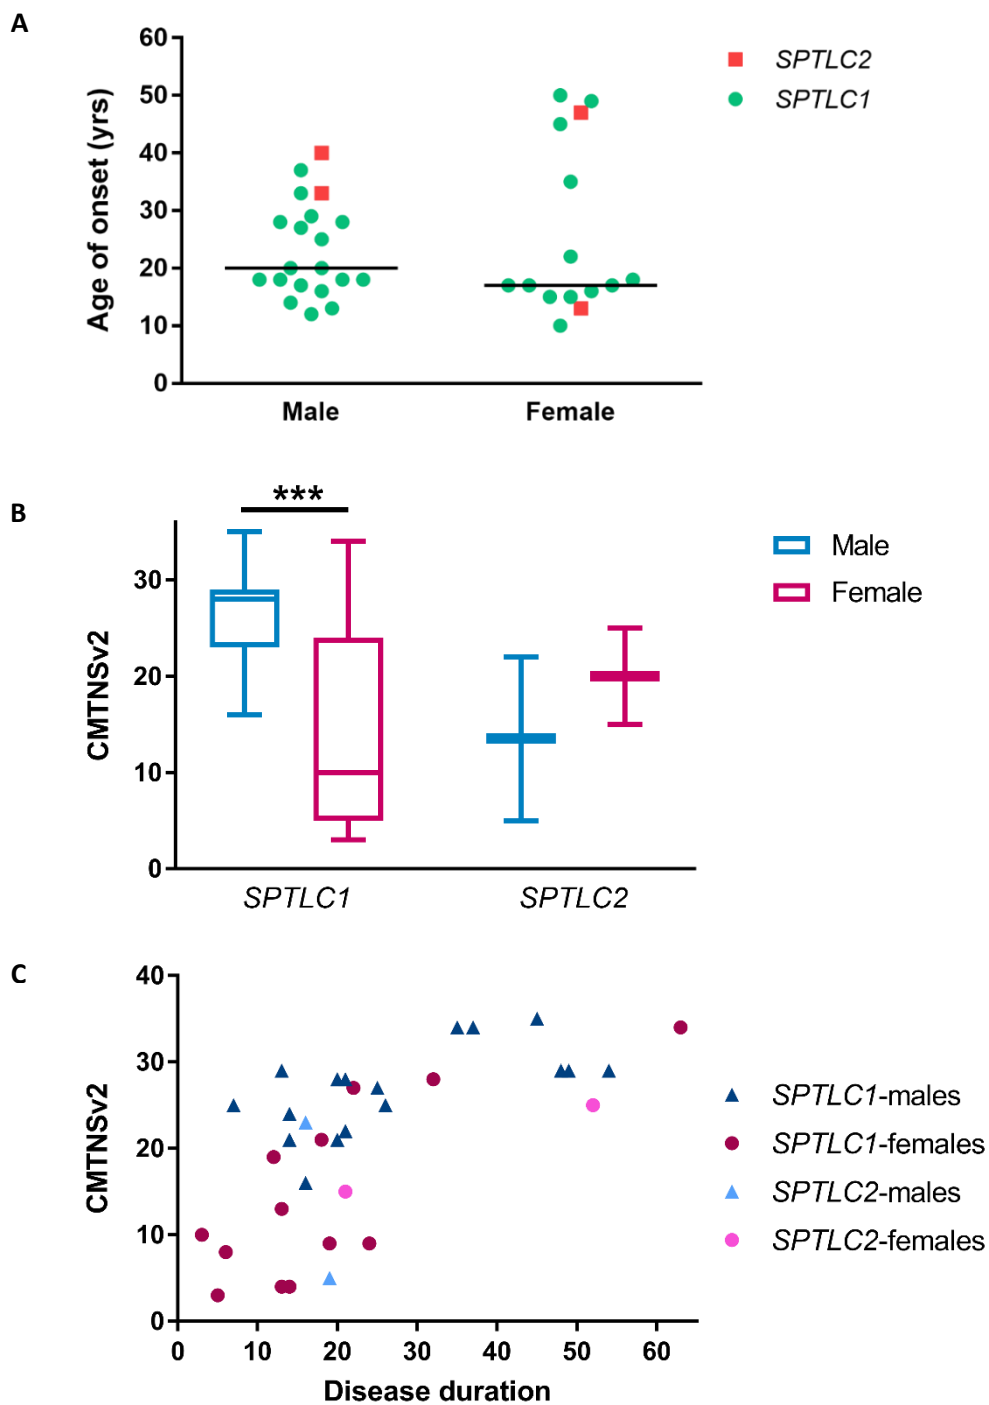 A
60
50
40
30
20
10
0
Age of onset (yrs)
Male
Female
SPTLC2
SPTLC1
B
***
30
20
10
0
CMTNSv2
SPTLC1
SPTLC2
Male
Female
C
40
30
20
10
0
CMTNSv2
0 10 20 30 40 50 60
Disease duration
SPTLC1-males
SPTLC1-females
SPTLC2-males
SPTLC2-females